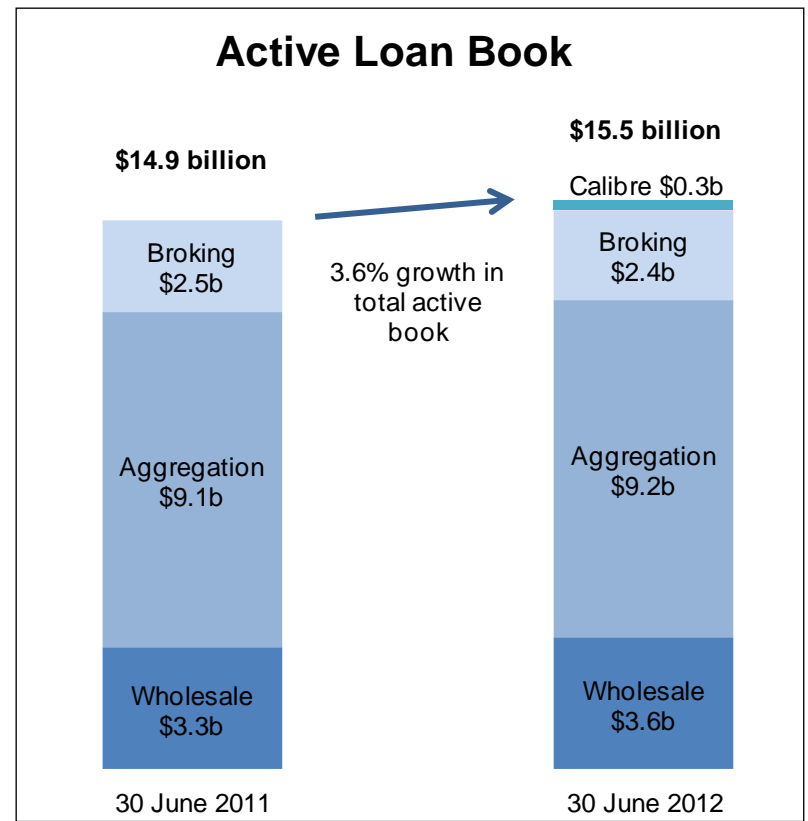 Active Loan Book
$14.9 billion
$15.5 billion
Calibre $0.3b
Broking
$2.5b
3.6% growth in
total active
book
Broking
$2.4b
Aggregation
$9.1b
Aggregation
$9.2b
Wholesale
$3.3b
Wholesale
$3.6b
30 June 2011
30 June 2012